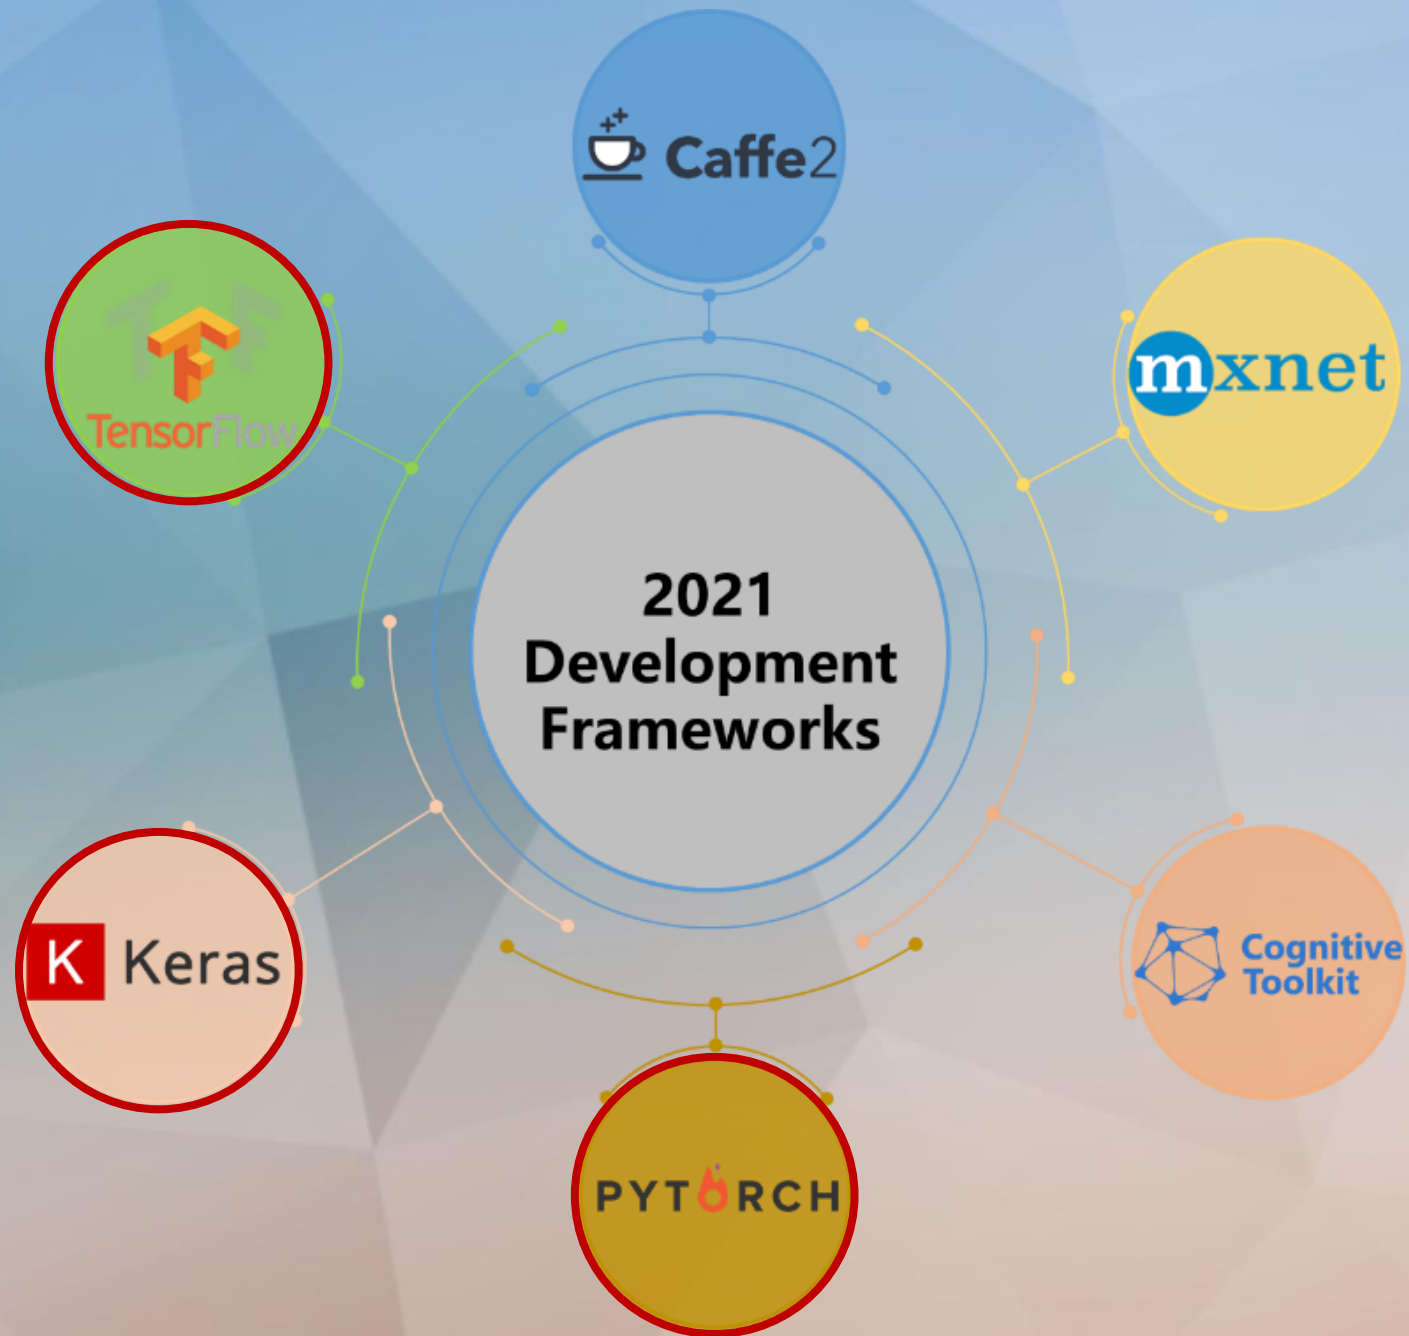 Caffe2
TensorFlow
mxnet
2021
Development
Frameworks
K Keras
Cognitive
Toolkit
PYTORCH